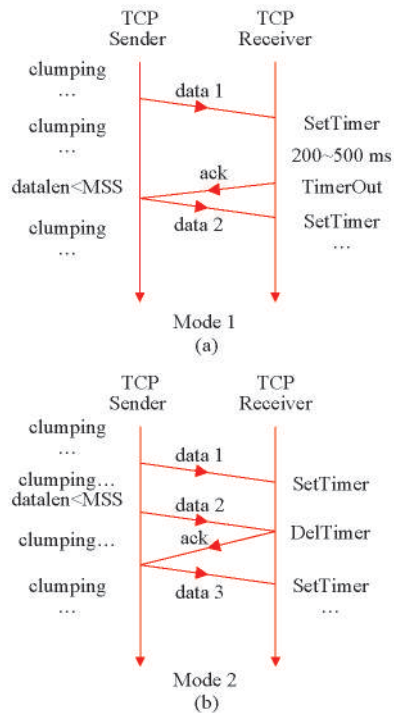 TCP
Sender
TCP
Receiver
clumping
...
data 1
clumping
...
SetTimer
200~500 ms
ack
datalen<MSS
TimerOut
data 2
clumping
...
SetTimer
...
Mode 1
(a)
TCP
Sender
TCP
Receiver
clumping
...
data 1
clumping...
SetTimer
datalen<MSS
data 2
clumping...
ack
DelTimer
clumping
...
data 3
SetTimer
...
Mode 2
(b)